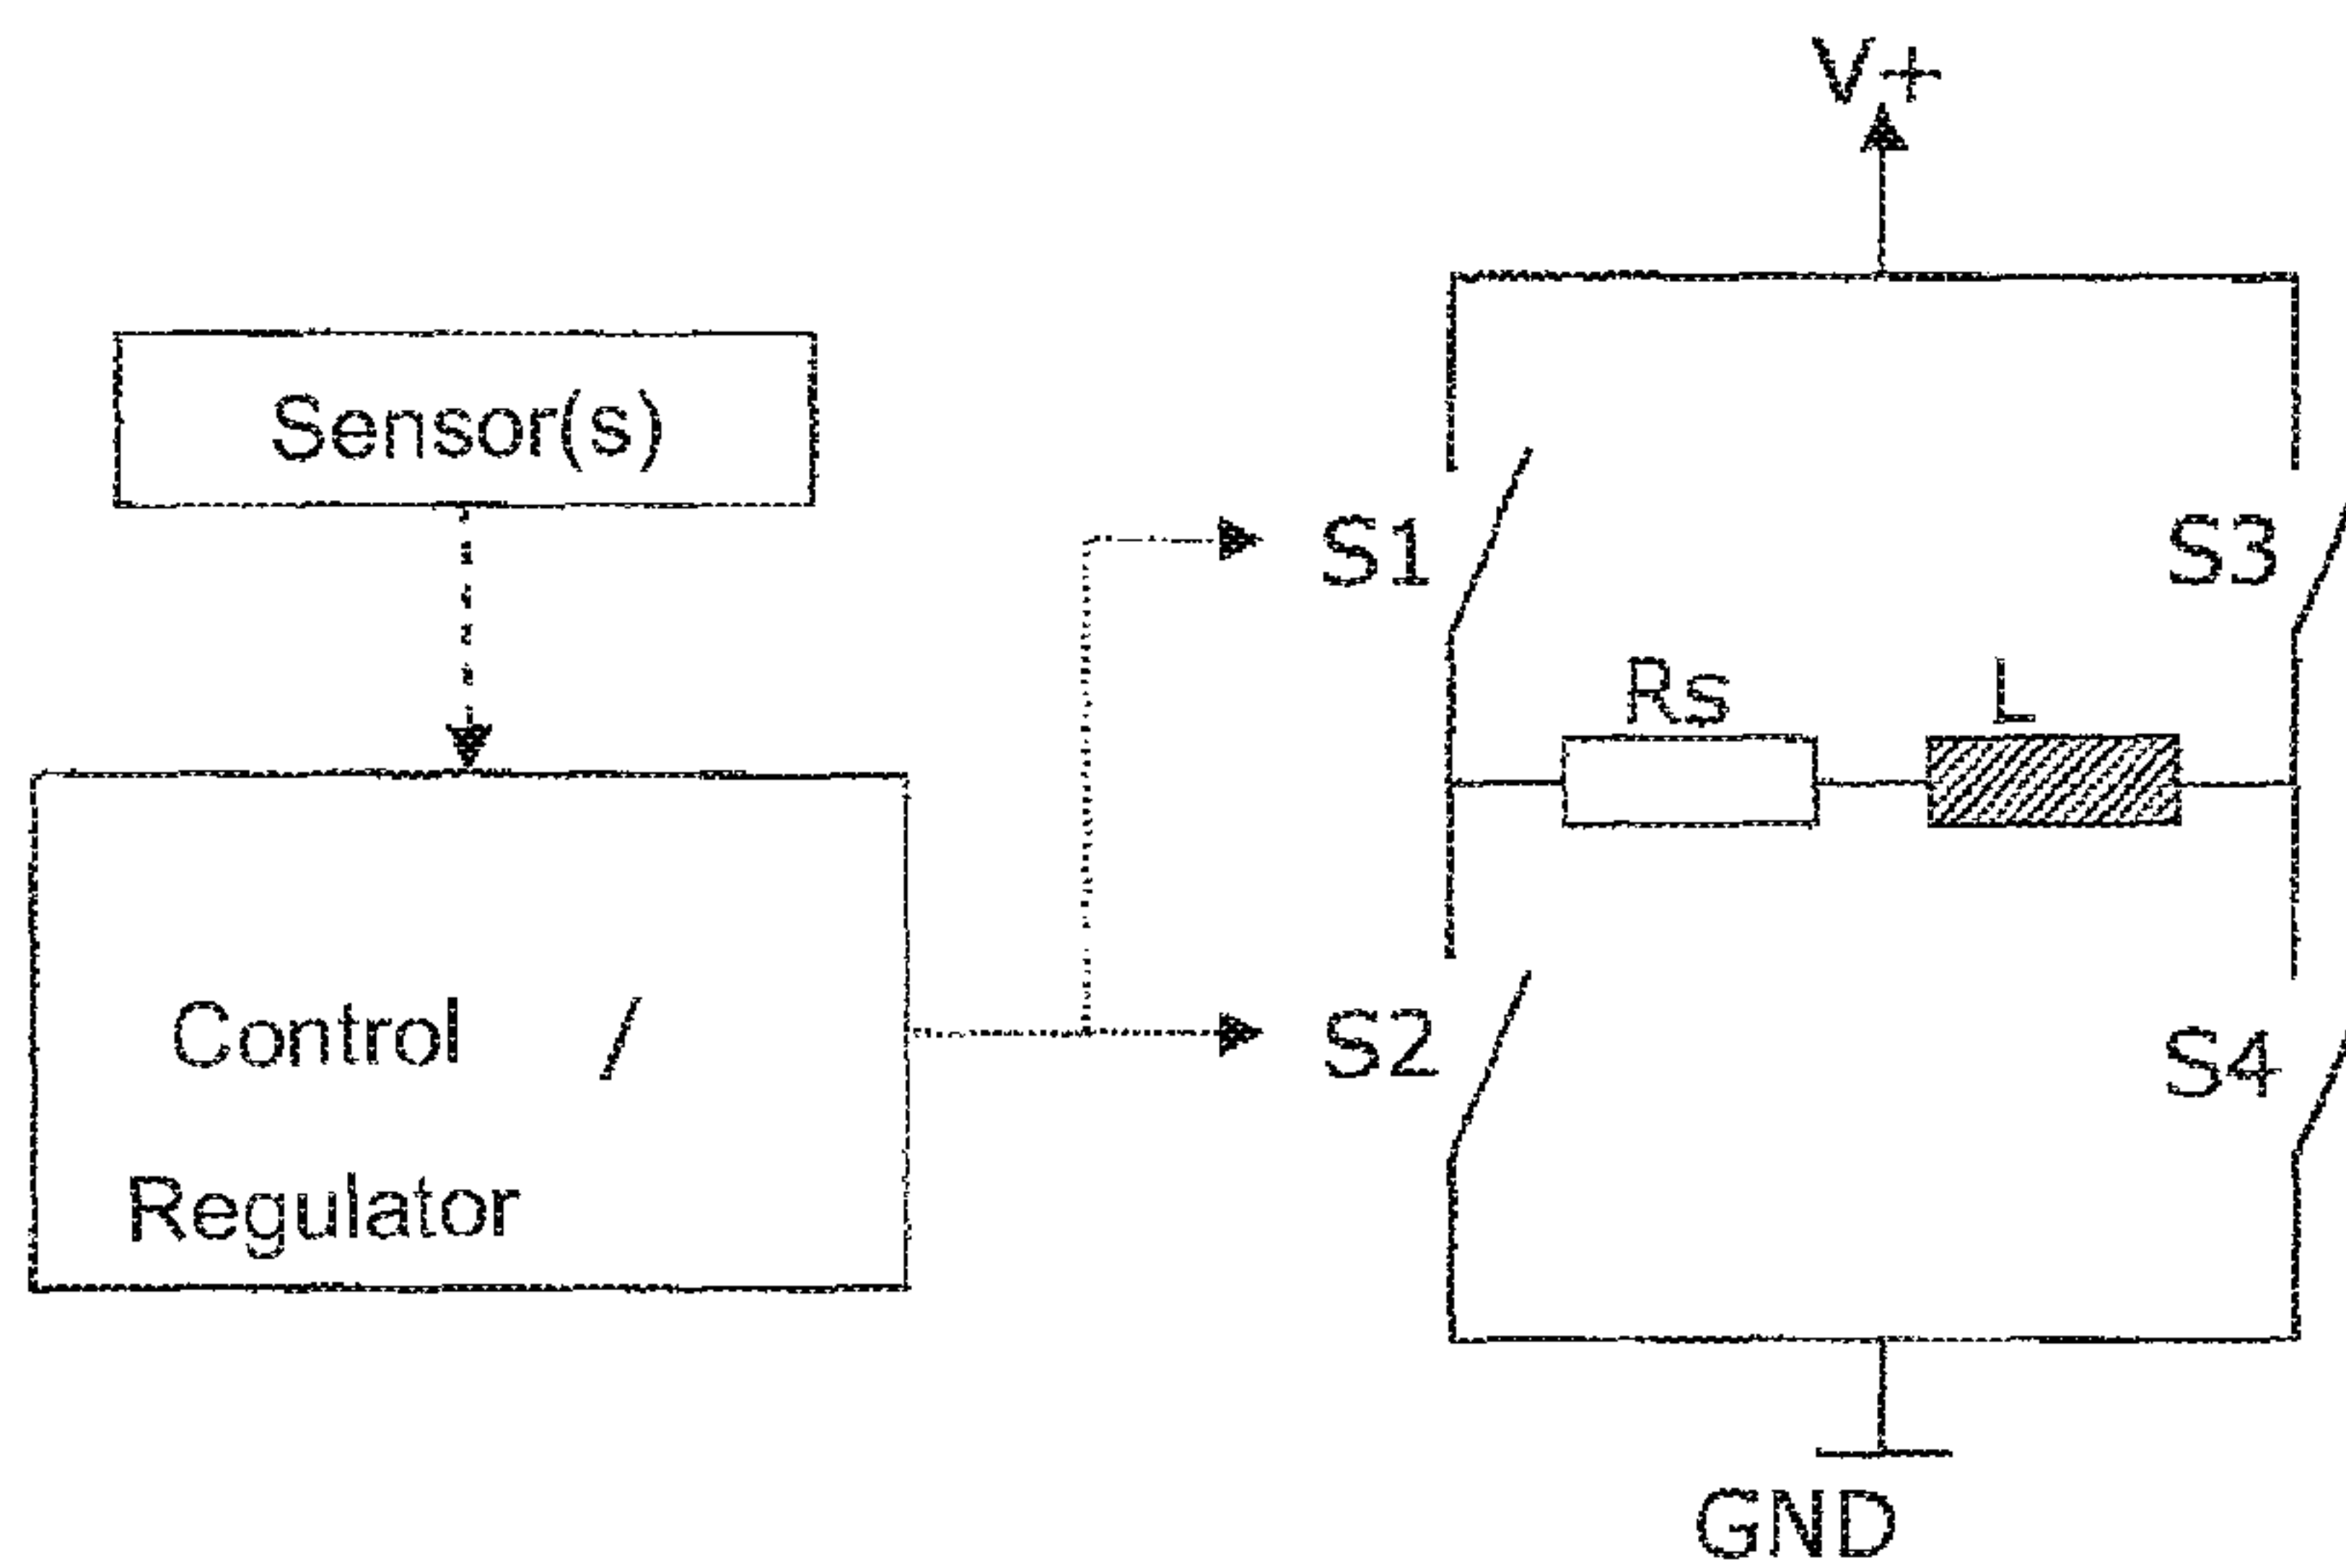 V+
Sensor(s)
S1
S3
Rs
L
Control /
Regulator
S2
S4
GND